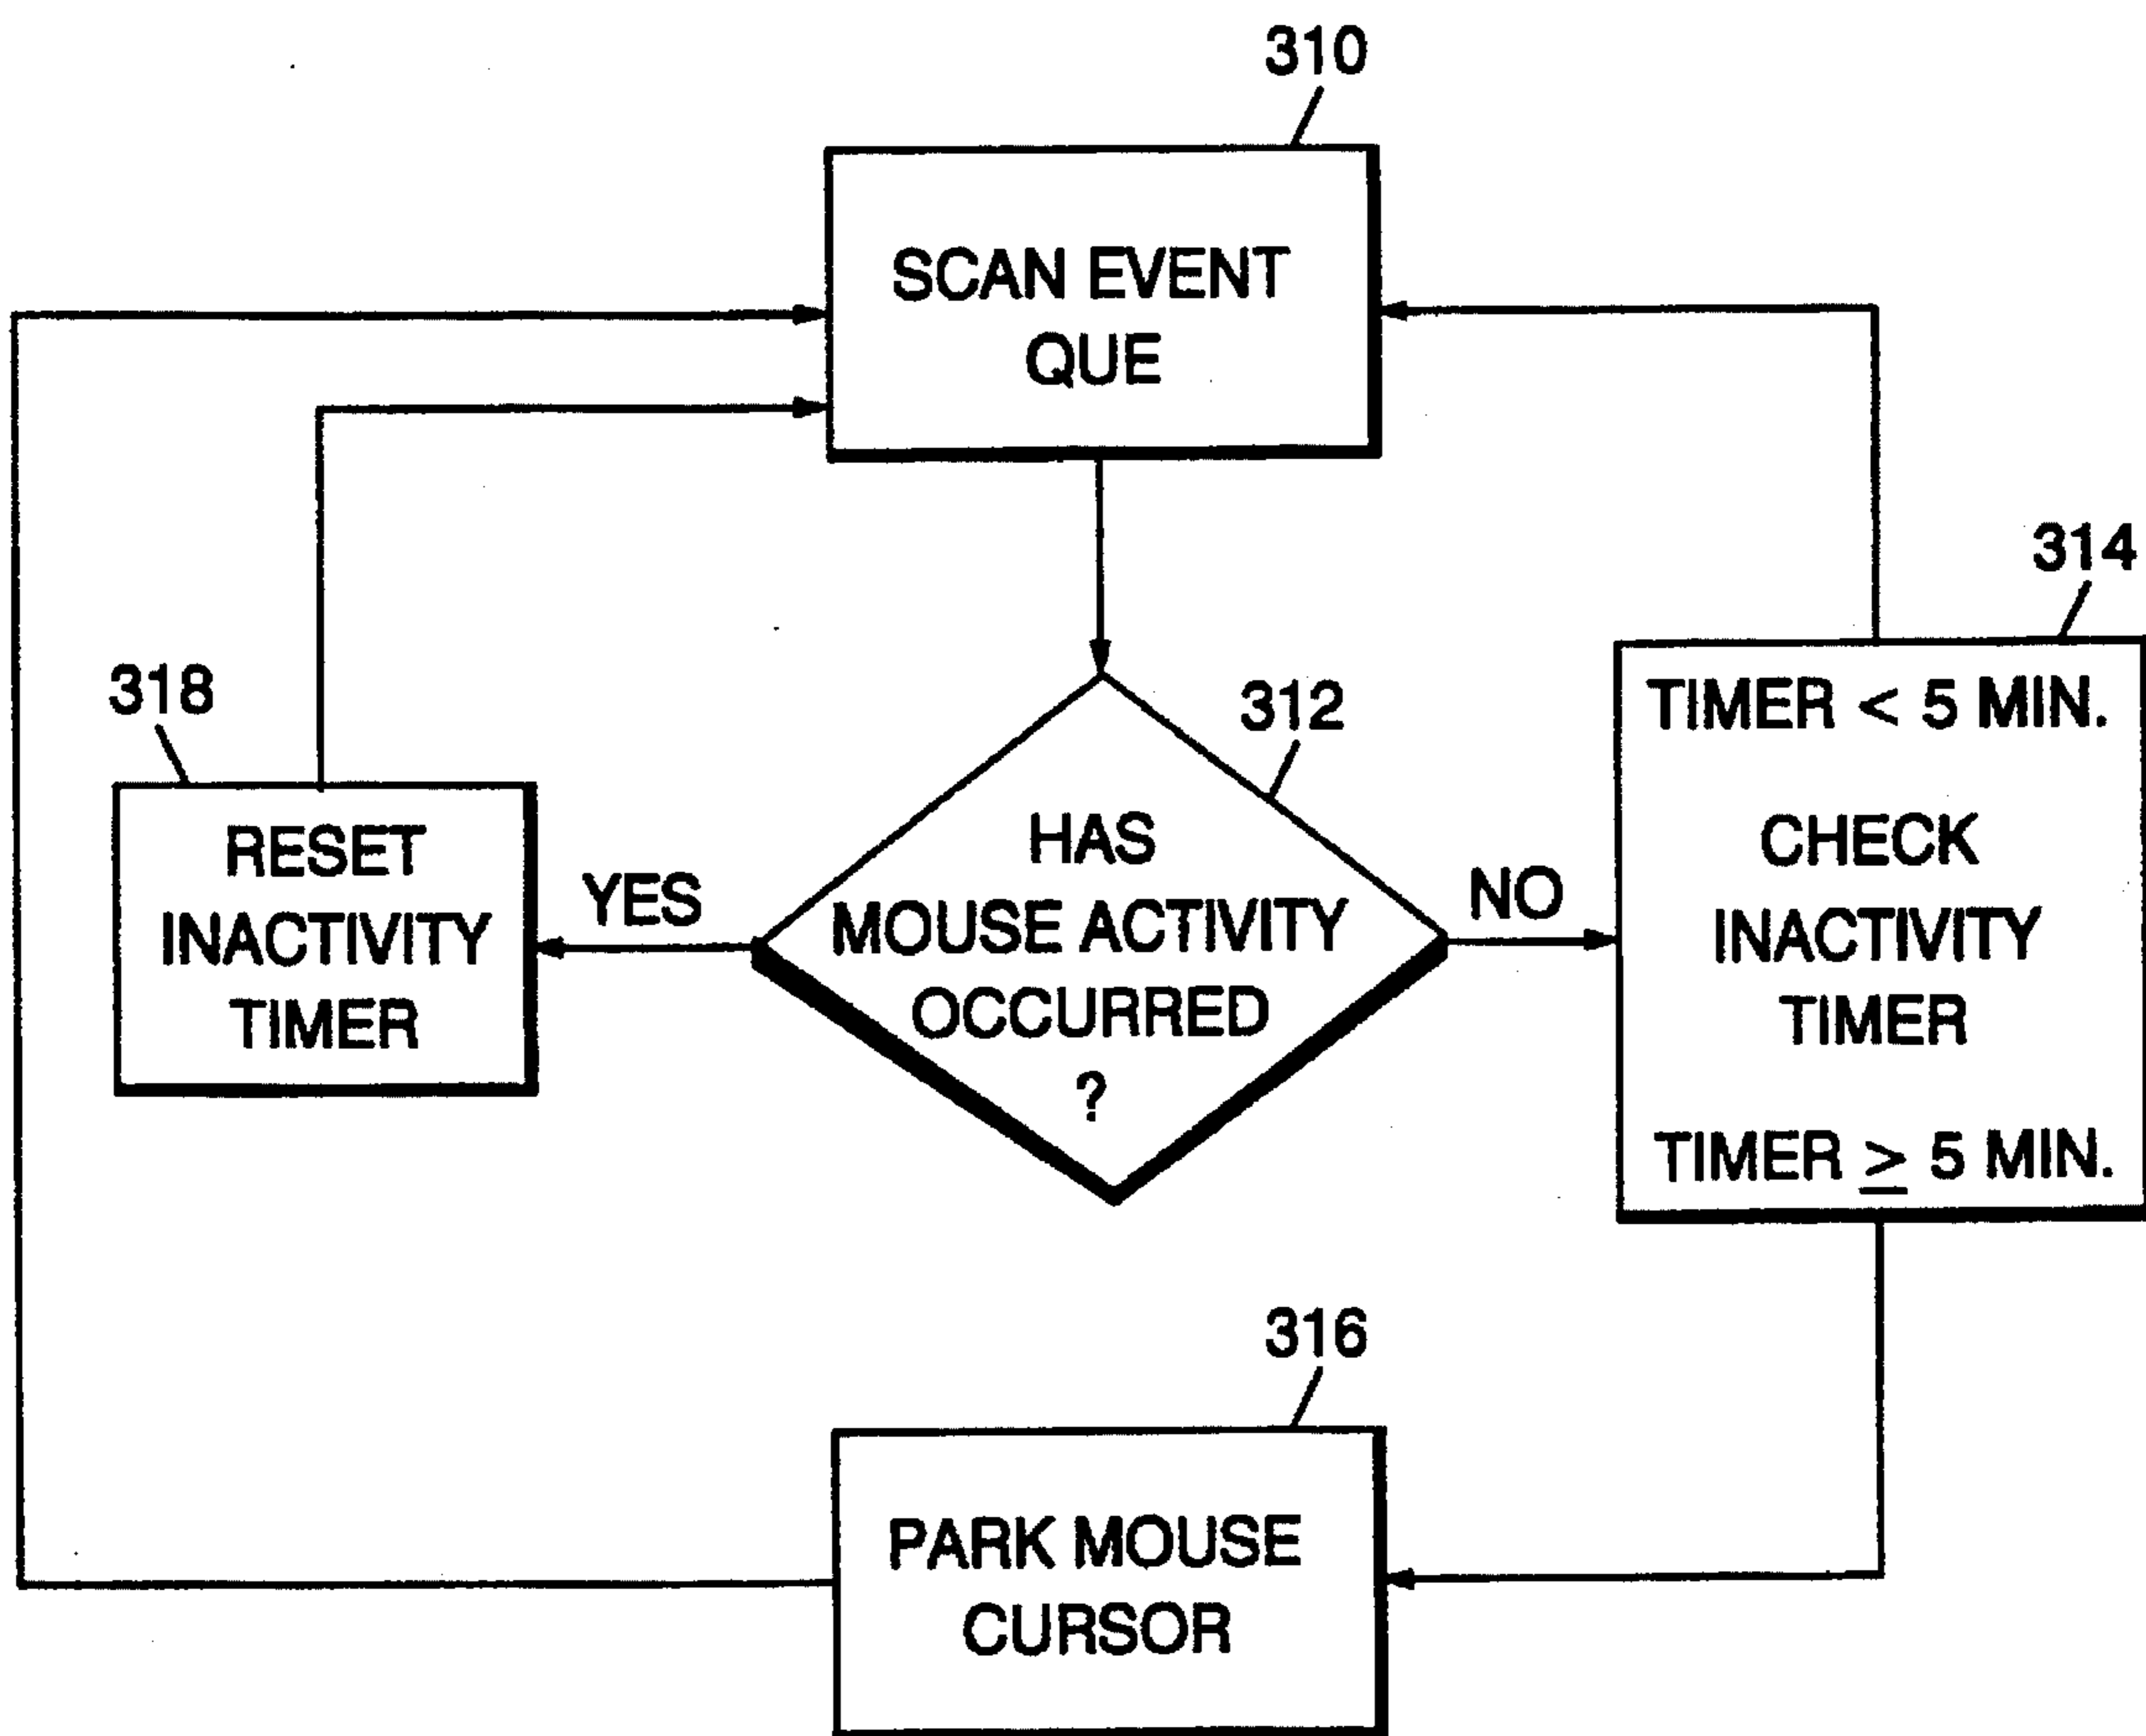 310
SCAN EVENT
QUE
314
TIMER < 5 MIN.
CHECK
INACTIVITY
TIMER
TIMER ≥ 5 MIN.
318
RESET
INACTIVITY
TIMER
YES
312
HAS
MOUSE ACTIVITY
OCCURRED
?
NO
316
PARK MOUSE
CURSOR